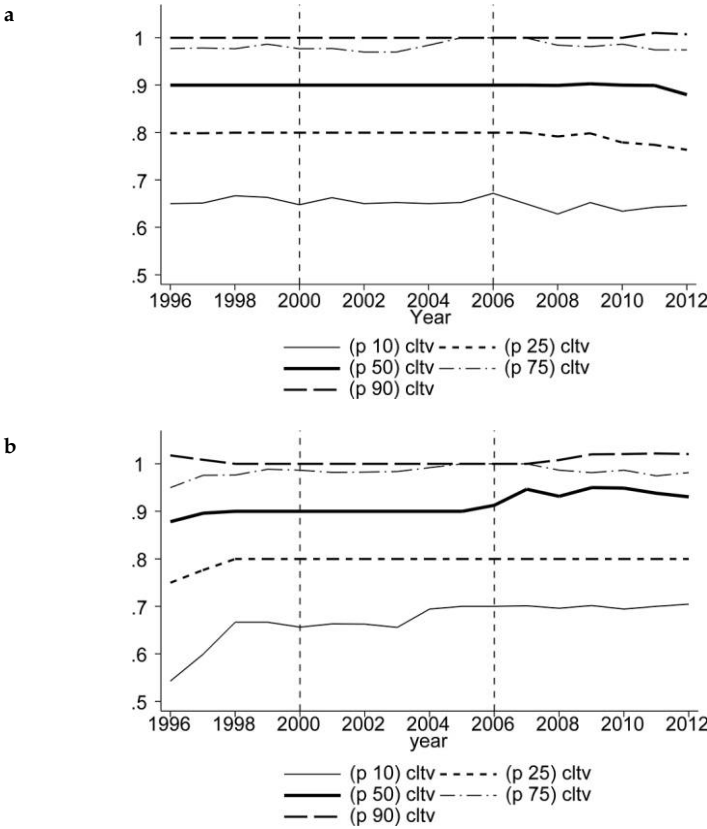 a
1
.9
.8
.7
.6
.5
1996 1998 2000 2002 2004 2006 2008 2010 2012
Year
(p 10) cltv (p 25) cltv
(p 50) cltv (p 75) cltv
(p 90) cltv
b
1
.9
.8
.7
.6
.5
1996 1998 2000 2002 2004 2006 2008 2010 2012
year
(p 10) cltv (p 25) cltv
(p 50) cltv (p 75) cltv
(p 90) cltv